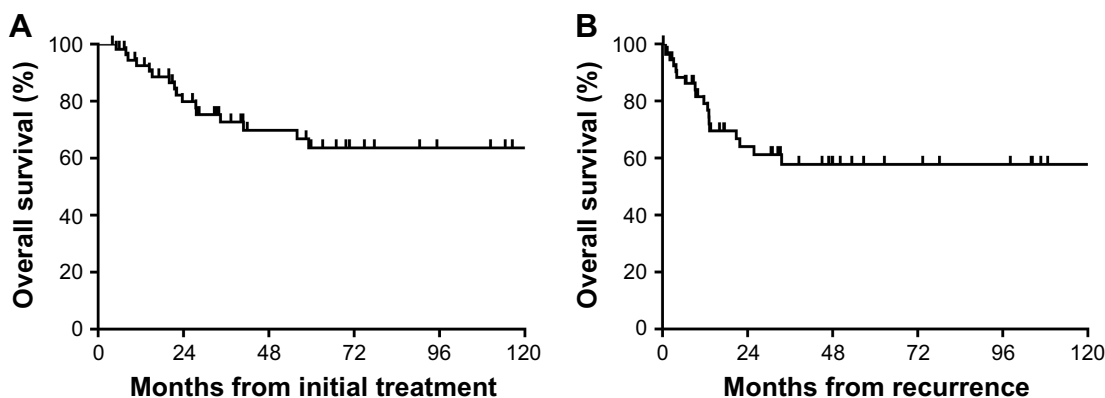 A
Overall survival (%)
100
80
60
40
20
0
0 24 48 72 96 120
Months from initial treatment
B
Overall survival (%)
100
80
60
40
20
0
0 24 48 72 96 120
Months from recurrence